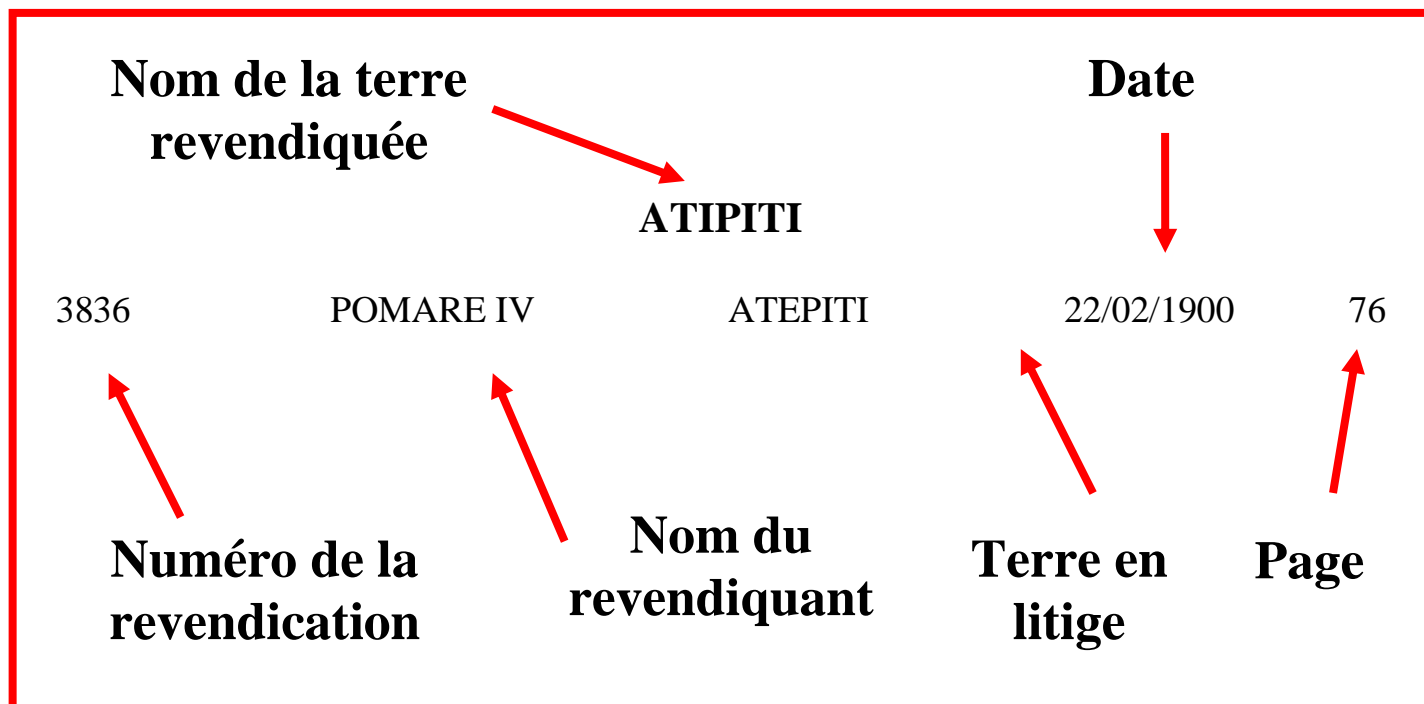 Nom de la terre
revendiquée
Date
ATIPITI
3836 POMARE IV ATEPITI 22/02/1900 76
Numéro de la
revendication
Nom du
revendiquant
Terre en
litige
Page